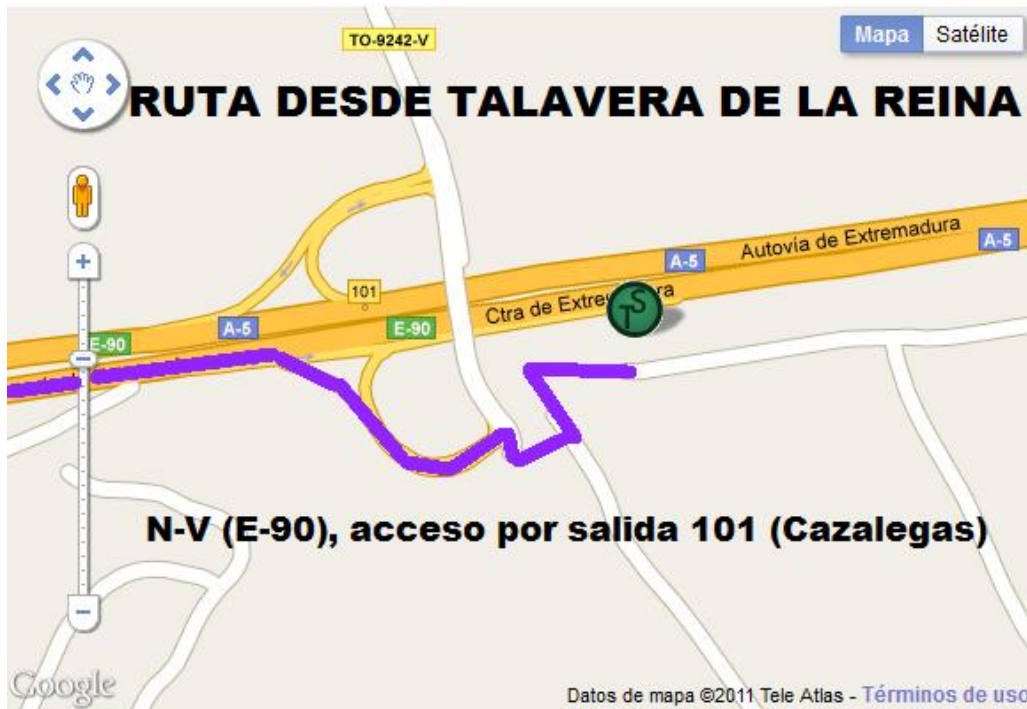 TO-9242-V
Mapa Satélite
RUTA DESDE TALAVERA DE LA REINA
Autovía de Extremadura
A-5
A-5
101
Ctra de
TS
E-90
A-5
E-90
N-V (E-90), acceso por salida 101 (Cazalegas)
Google
Datos de mapa ©2011 Tele Atlas - Términos de uso